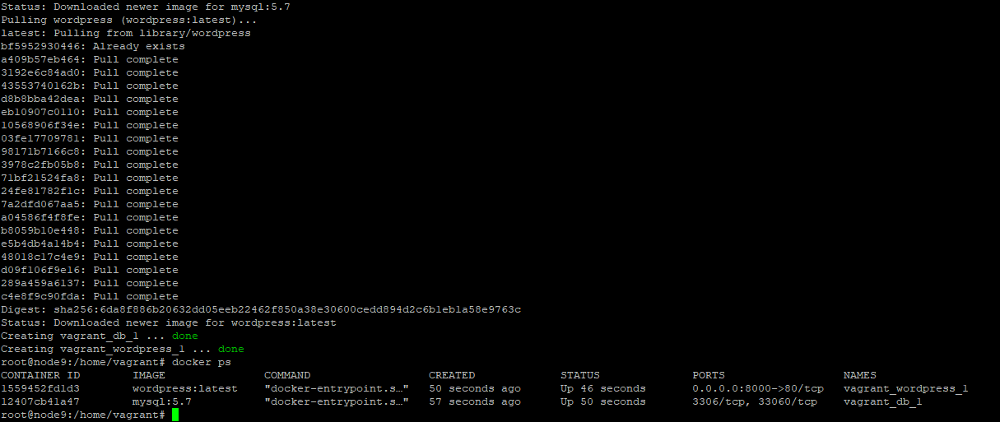 Status: Downloaded newer image for mysql:5.7
Pulling wordpress (wordpress:latest)...
latest: Pulling from library/wordpress
bf5952930446: Already exists
a409b57eb464: Pull complete
3192e6c84ad0: Pull complete
43553740162b: Pull complete
d8b8bba42dea: Pull complete
eb10907c0110: Pull complete
10568906f34e: Pull complete
03fe17709781: Pull complete
98171b7166c8: Pull complete
3978c2fb05b8: Pull complete
71bf21524fa8: Pull complete
24fe81782f1c: Pull complete
7a2dfd067aa5: Pull complete
a04586f4f8fe: Pull complete
b8059b10e448: Pull complete
e5b4db4a14b4: Pull complete
48018c17c4e9: Pull complete
d09f106f9e16: Pull complete
289a459a6137: Pull complete
c4e8f9c90fda: Pull complete
Digest: sha256:6da8f886b20632dd05eeb22462f850a38e30600cedd894d2c6b1eb1a58e9763c
Status: Downloaded newer image for wordpress:latest
Creating vagrant_db_1 ... done
Creating vagrant_wordpress_1 ... done
root@node9:/home/vagrant# docker ps
CONTAINER ID        IMAGE               COMMAND                  CREATED             STATUS              PORTS                  NAMES
1559452fd1d3        wordpress:latest    "docker-entrypoint.s…"   50 seconds ago      Up 46 seconds       0.0.0.0:8000->80/tcp   vagrant_wordpress_1
12407cb41a47        mysql:5.7           "docker-entrypoint.s…"   57 seconds ago      Up 50 seconds       3306/tcp, 33060/tcp    vagrant_db_1
root@node9:/home/vagrant#